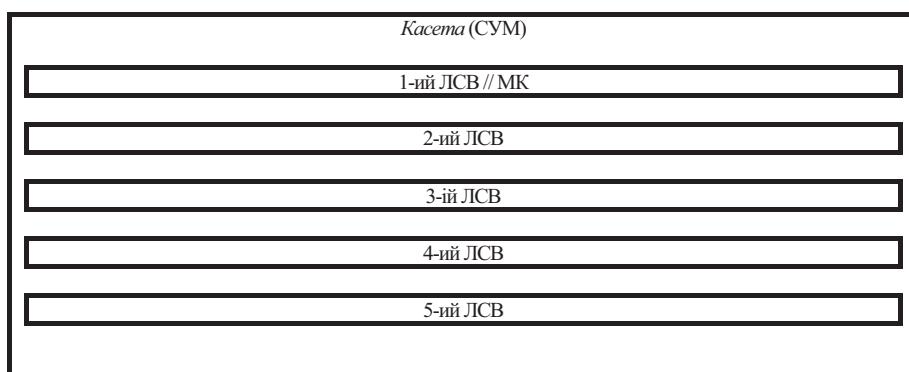 Касета (СУМ)
1-ий ЛСВ // МК
2-ий ЛСВ
3-ій ЛСВ
4-ий ЛСВ
5-ий ЛСВ